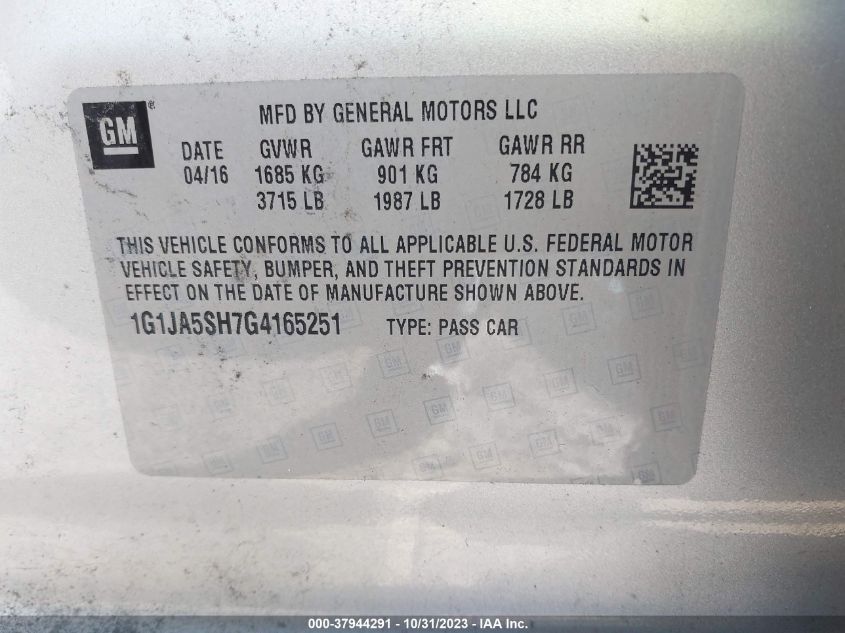 GM ® MFD BY GENERAL MOTORS LLC
DATE GVWR GAWR FRT GAWR RR
04/16 1685 KG 901 KG 784 KG
3715 LB 1987 LB 1728 LB
THIS VEHICLE CONFORMS TO ALL APPLICABLE U.S. FEDERAL MOTOR
VEHICLE SAFETY, BUMPER, AND THEFT PREVENTION STANDARDS IN
EFFECT ON THE DATE OF MANUFACTURE SHOWN ABOVE.
1G1JA5SH7G4165251 TYPE: PASS CAR
000-37944291 - 10/31/2023 - IAA Inc.